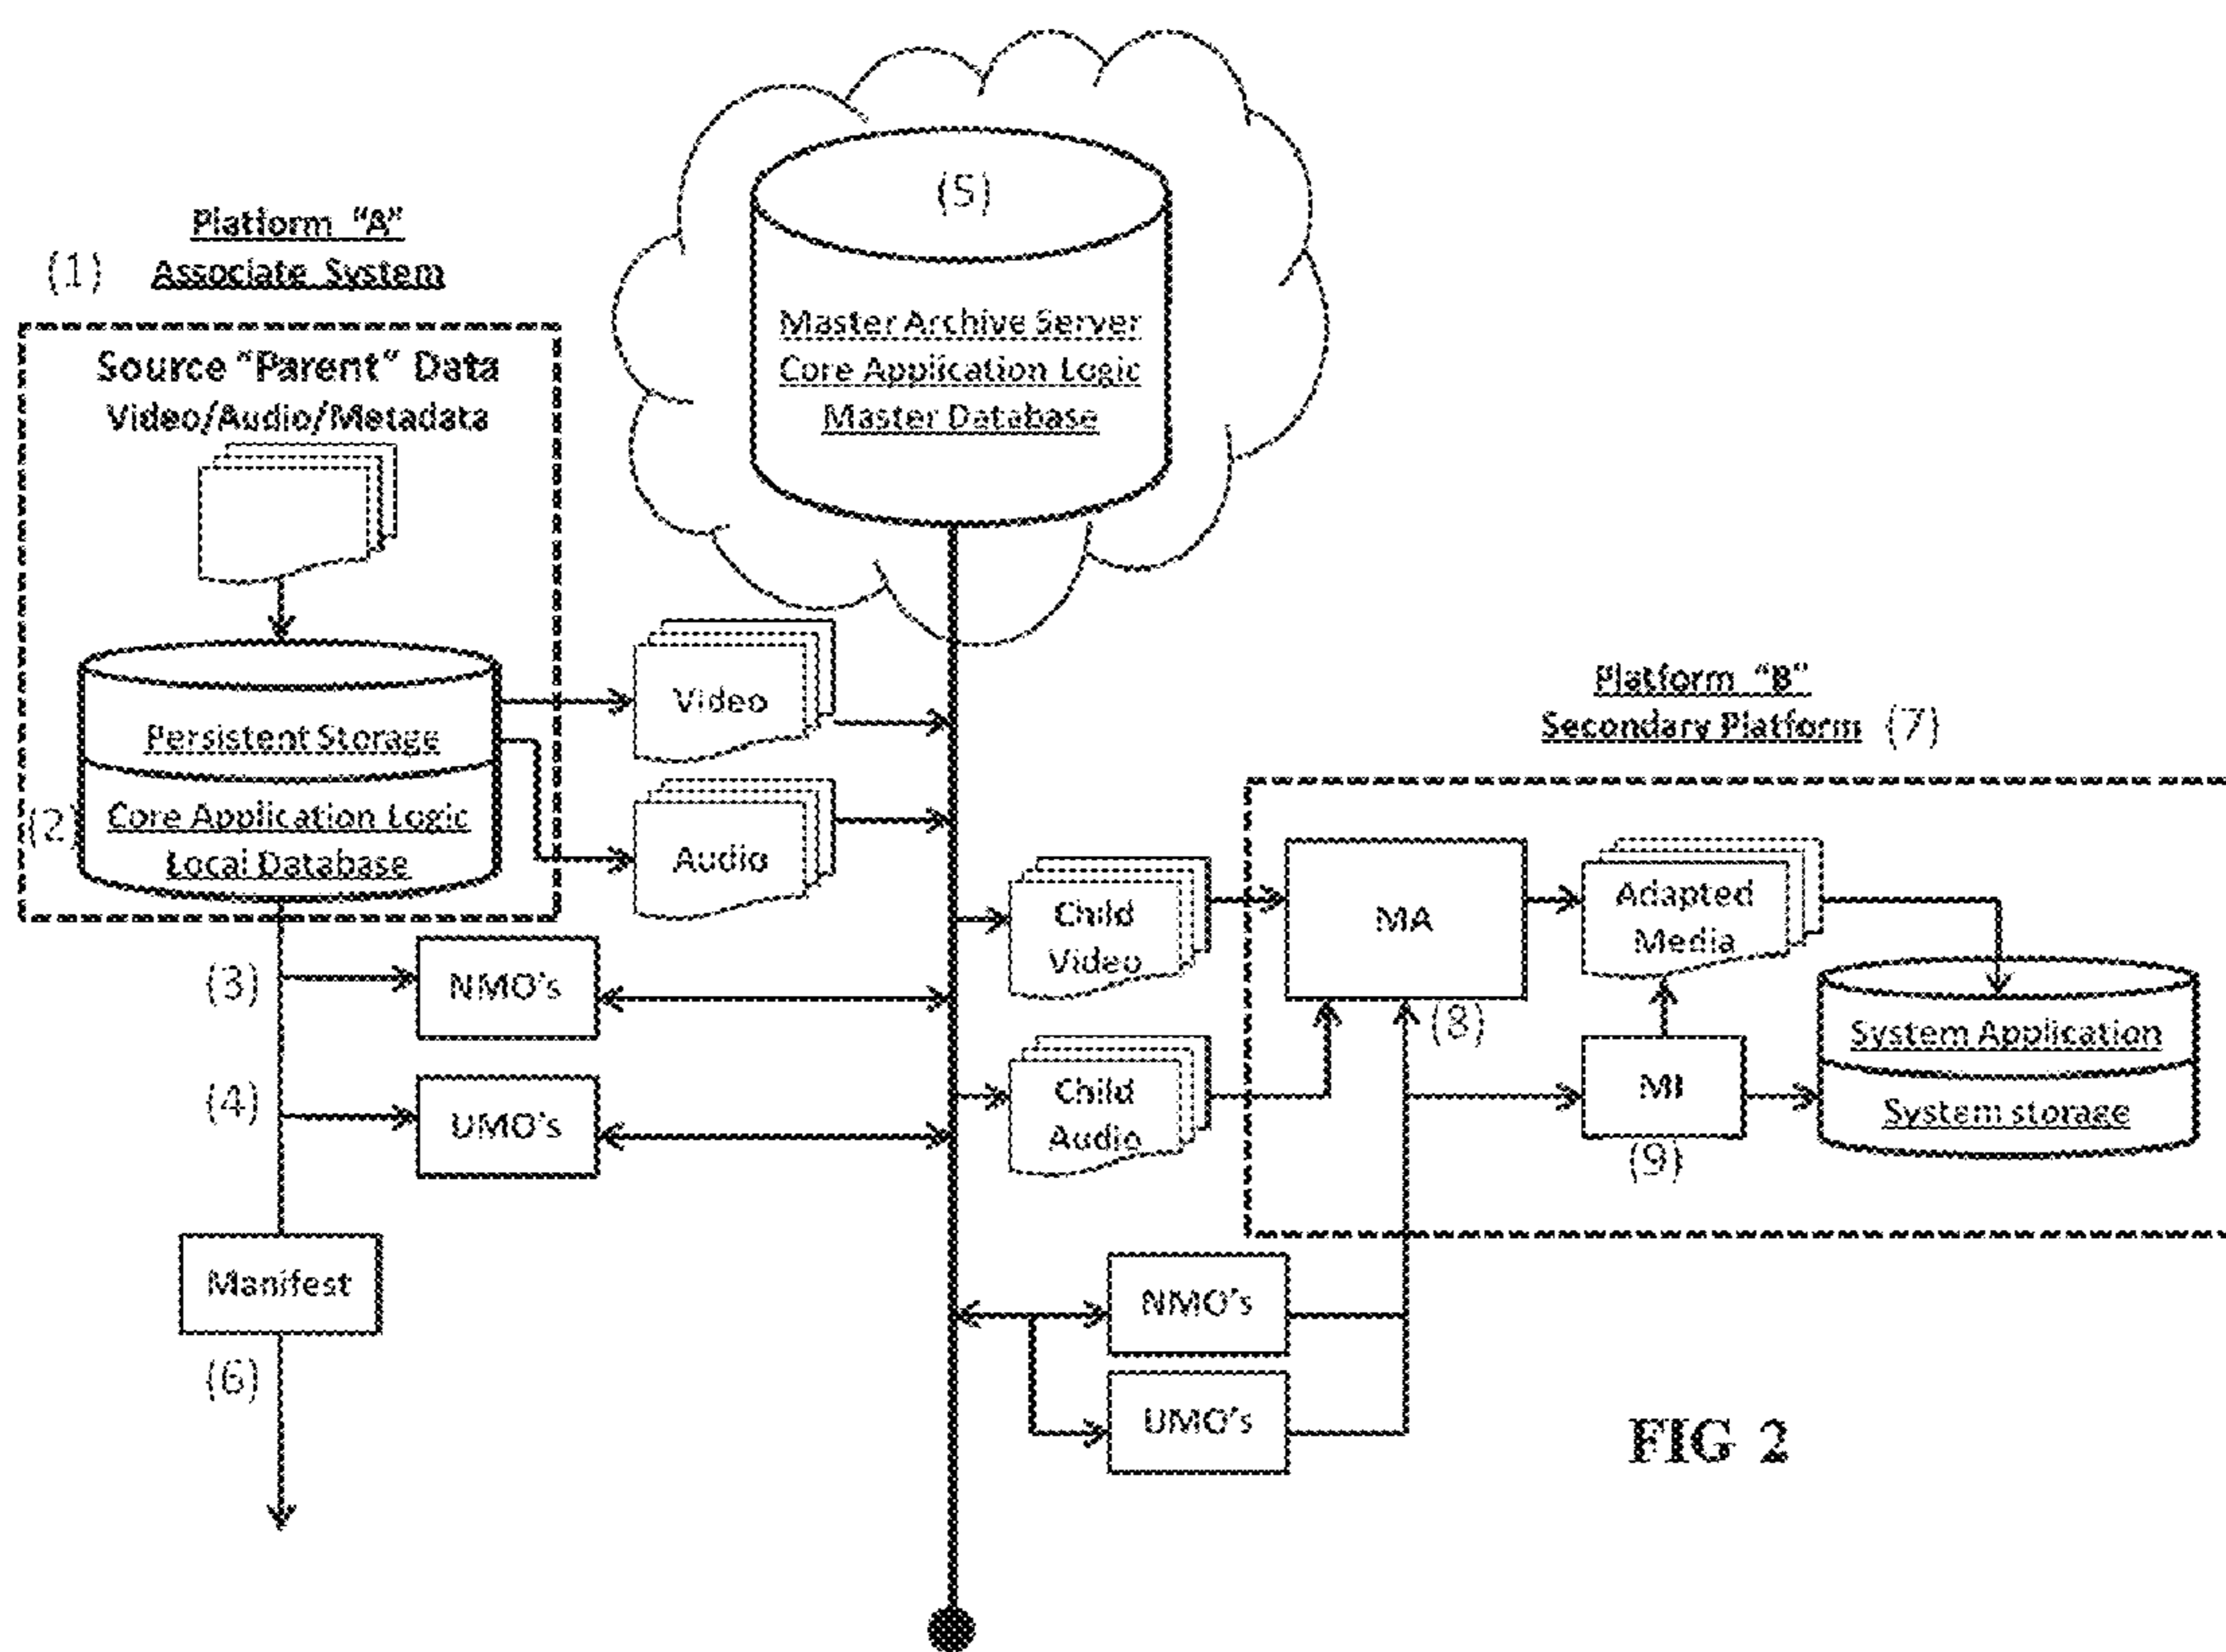 (5)
Master Archive Server
Core Application Logic
Master Database
Platform "A"
(1) Associate System
Source "Parent" Data
Video/Audio/Metadata
Persistent Storage
(2) Core Application Logic
Local Database
Video
Audio
(3) NMO's
(4) UMO's
Manifest
(6)
Platform "B"
Secondary Platform (7)
Child
Video
Child
Audio
MA
(8)
Adapted
Media
MI
(9)
System Application
System storage
NMO's
UMO's
FIG 2